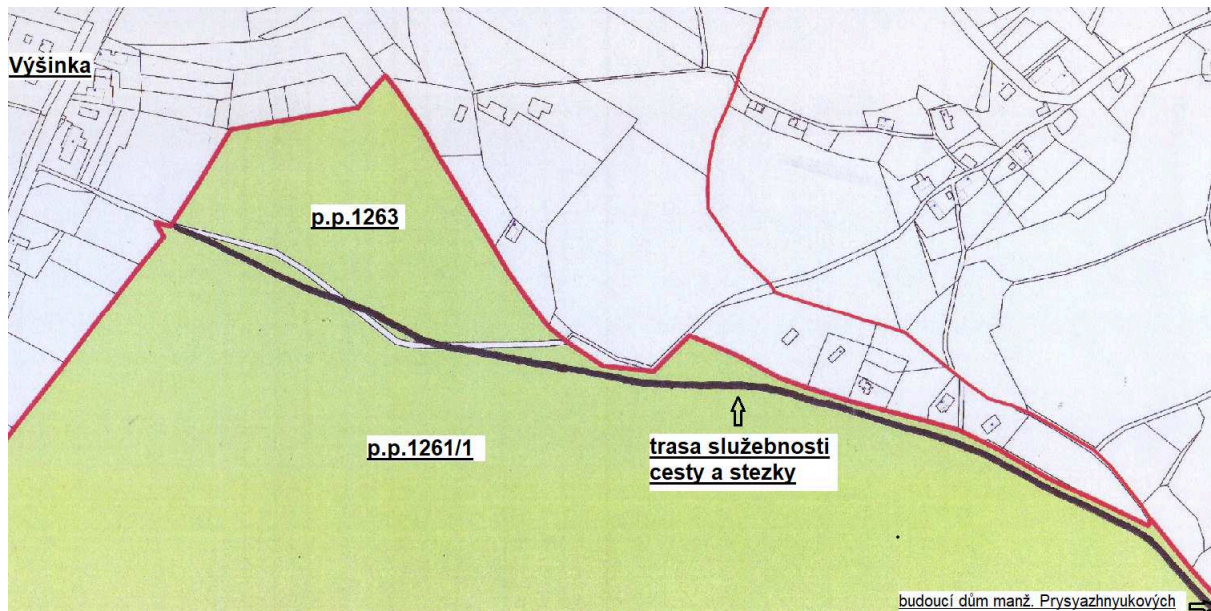 Výšinka
p.p.1263
p.p.1261/1
trasa služebnosti
cesty a stezky
budoucí dům manž. Prysyazhnyukových